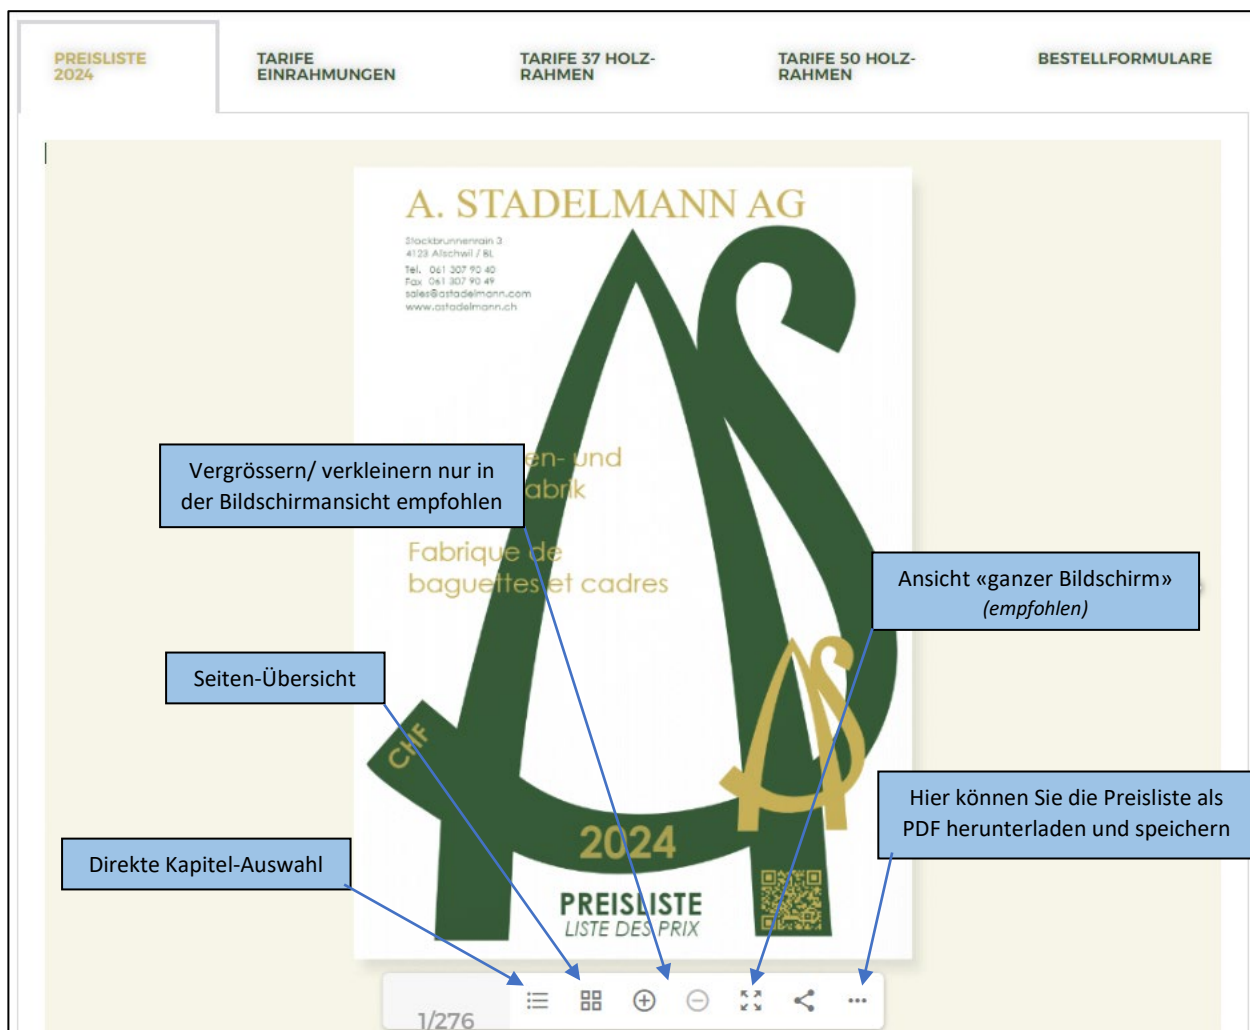 PREISLISTE
2024
TARIFE
EINRAHMUNGEN
TARIFE 37 HOLZ-
RAHMEN
TARIFE 50 HOLZ-
RAHMEN
BESTELLFORMULARE
A. STADELMANN AG
Stockbrunnenrain 3
4123 Allschwil / BL
Tel. 061 307 90 40
Fax 061 307 90 49
sales@astadelmann.com
www.astadelmann.ch
Vergrössern/ verkleinern nur in
der Bildschirmansicht empfohlen
en- und
abrik
Fabrique de
baguettes et cadres
Ansicht «ganzer Bildschirm»
(empfohlen)
Seiten-Übersicht
CHF
Hier können Sie die Preisliste als
PDF herunterladen und speichern
2024
Direkte Kapitel-Auswahl
PREISLISTE
LISTE DES PRIX
1/276